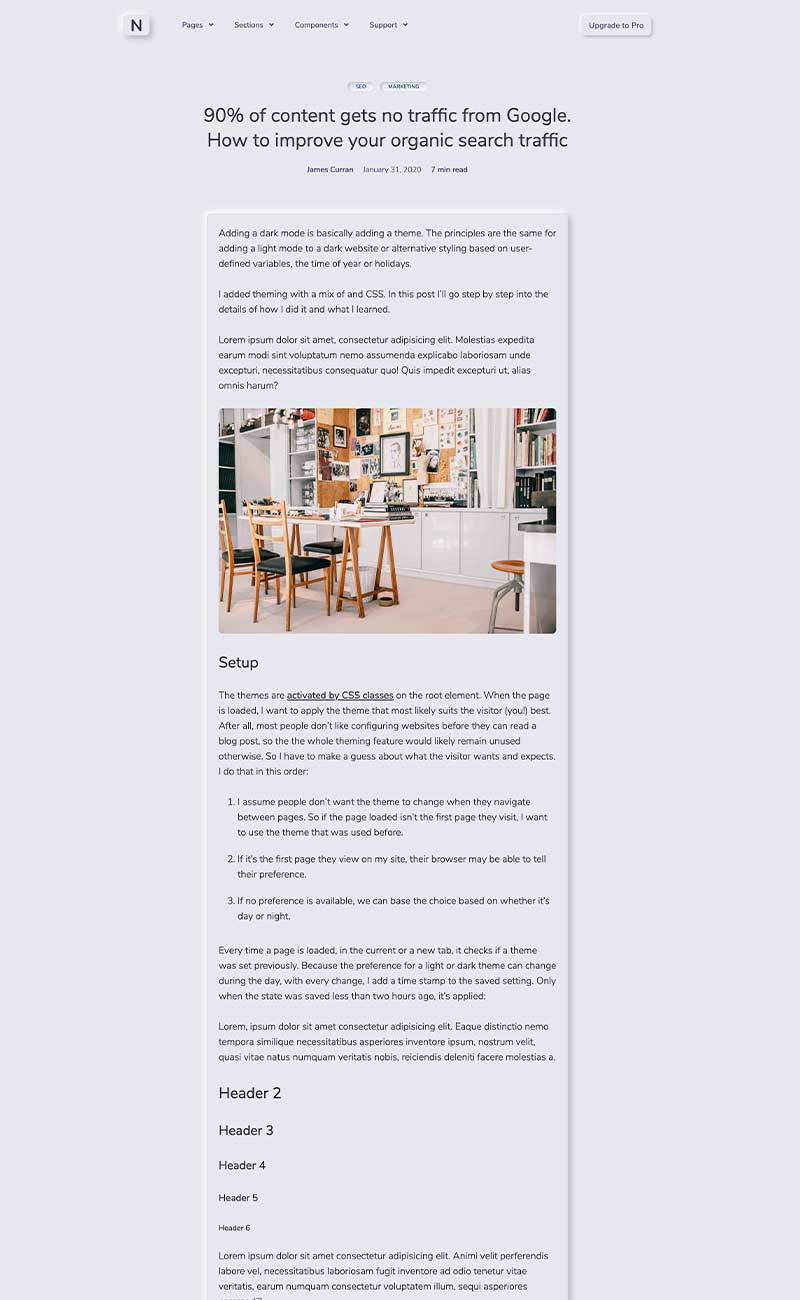 N
Pages
Sections
Components
Support
Upgrade to Pro
SEO
MARKETING
90% of content gets no traffic from Google.
How to improve your organic search traffic
James Curran January 31, 2020 7 min read
Adding a dark mode is basically adding a theme. The principles are the same for
adding a light mode to a dark website or alternative styling based on user-
defined variables, the time of year or holidays.
I added theming with a mix of and CSS. In this post I'll go step by step into the
details of how I did it and what I learned.
Lorem ipsum dolor sit amet, consectetur adipisicing elit. Molestias expedita
earum modi sint voluptatum nemo assumenda explicabo laboriosam unde
excepturi, necessitatibus consequatur quo! Quis impedit excepturi ut, alias
omnis harum?
Setup
The themes are activated by CSS classes on the root element. When the page
is loaded, I want to apply the theme that most likely suits the visitor (you!) best.
After all, most people don't like configuring websites before they can read a
blog post, so the the whole theming feature would likely remain unused
otherwise. So I have to make a guess about what the visitor wants and expects.
I do that in this order:
1. I assume people don't want the theme to change when they navigate
between pages. So if the page loaded isn't the first page they visit, I want
to use the theme that was used before.
2. If it's the first page they view on my site, their browser may be able to tell
their preference.
3. If no preference is available, we can base the choice based on whether it's
day or night.
Every time a page is loaded, in the current or a new tab, it checks if a theme
was set previously. Because the preference for a light or dark theme can change
during the day, with every change, I add a time stamp to the saved setting. Only
when the state was saved less than two hours ago, it's applied:
Lorem, ipsum dolor sit amet consectetur adipisicing elit. Eaque distinctio nemo
tempora similique necessitatibus asperiores inventore ipsum, nostrum velit,
quasi vitae natus numquam veritatis nobis, reiciendis deleniti facere molestias a.
Header 2
Header 3
Header 4
Header 5
Header 6
Lorem ipsum dolor sit amet consectetur adipisicing elit. Animi velit perferendis
labore vel, necessitatibus laboriosam fugit inventore ad odio tenetur vitae
veritatis, earum numquam consectetur voluptatem illum, sequi asperiores